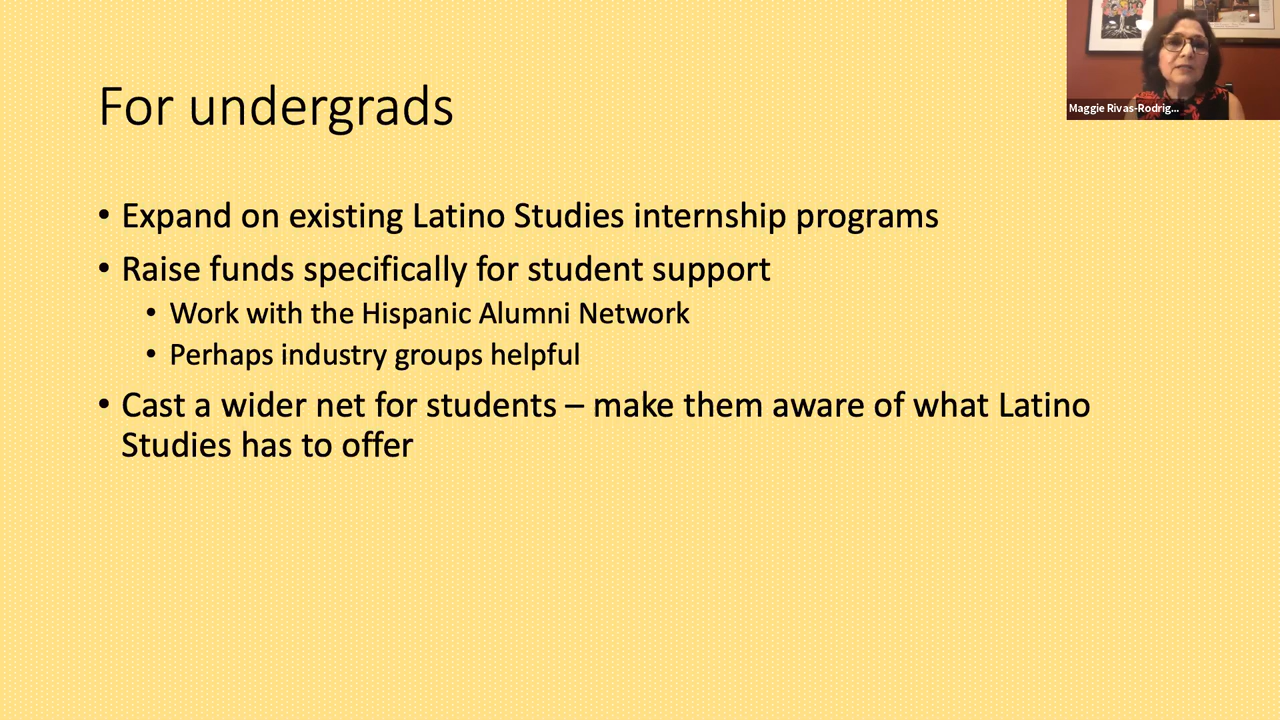 Maggie Rivas-Rodrig...
For undergrads
• Expand on existing Latino Studies internship programs
• Raise funds specifically for student support
• Work with the Hispanic Alumni Network
• Perhaps industry groups helpful
• Cast a wider net for students – make them aware of what Latino
Studies has to offer